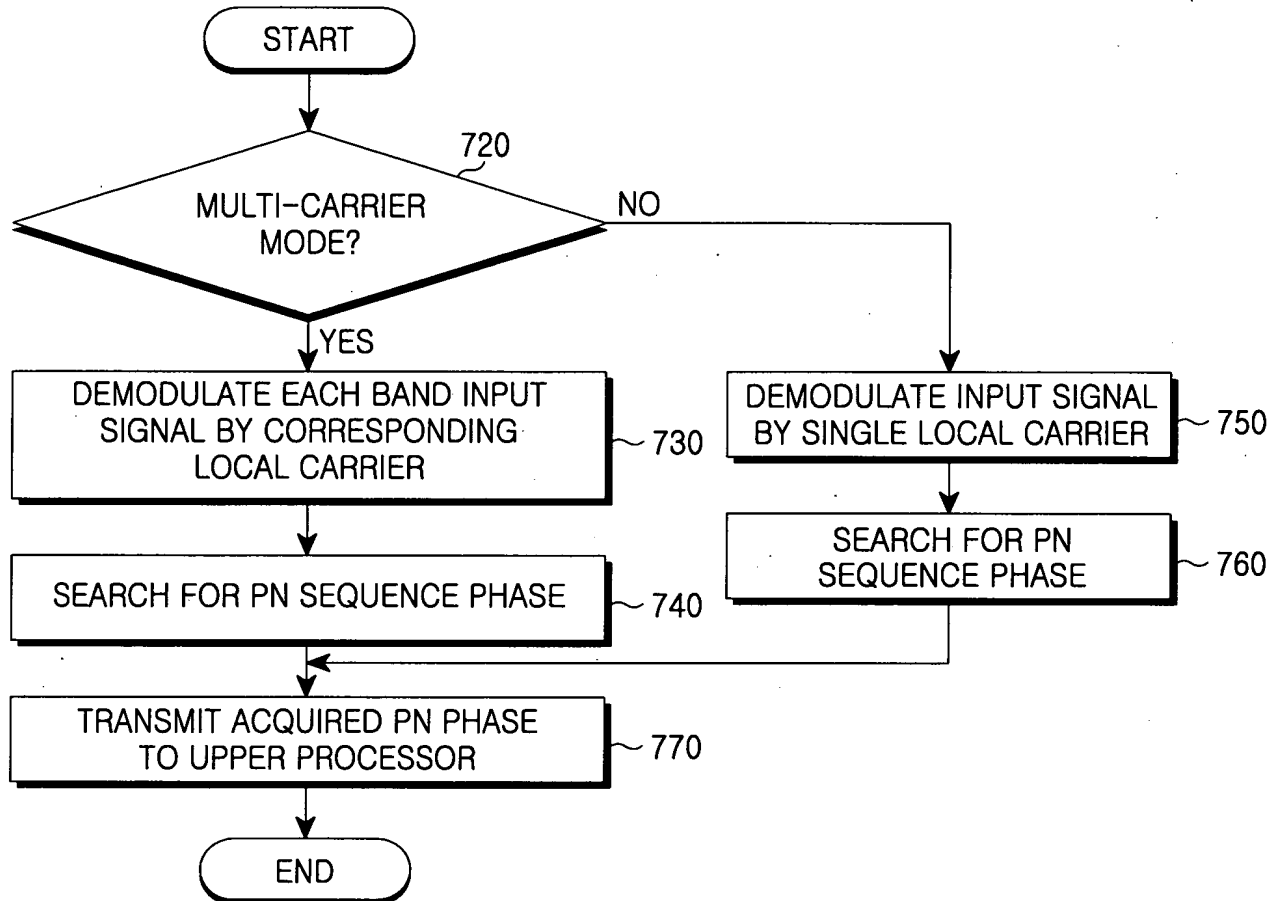 START
720
MULTI-CARRIER
MODE?
NO
YES
DEMODULATE EACH BAND INPUT
SIGNAL BY CORRESPONDING
LOCAL CARRIER
730
DEMODULATE INPUT SIGNAL
BY SINGLE LOCAL CARRIER
750
SEARCH FOR PN SEQUENCE PHASE
740
SEARCH FOR PN
SEQUENCE PHASE
760
TRANSMIT ACQUIRED PN PHASE
TO UPPER PROCESSOR
770
END